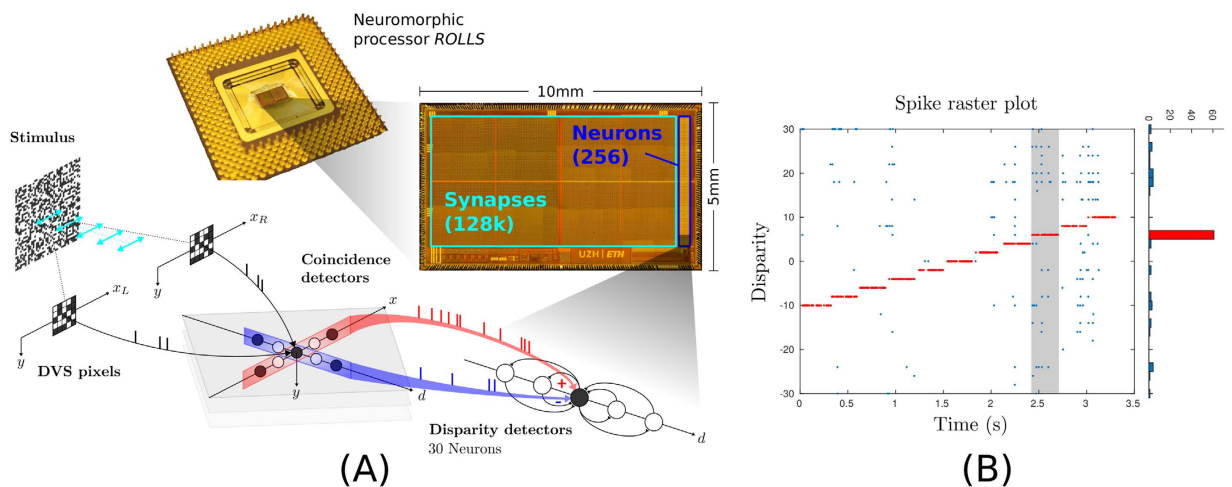 Neuromorphic
processor ROLLS
10mm
Stimulus
Neurons
(256)
Synapses
(128k)
5mm
UZH | ETH
x_R
y
x_L
y
DVS pixels
Coincidence
detectors
x
y
d
+
-
Disparity detectors
30 Neurons
d
(A)
Spike raster plot
Disparity
30
20
10
0
-10
-20
-30
0
0.5
1
1.5
2
2.5
3
3.5
Time (s)
0
20
40
60
(B)